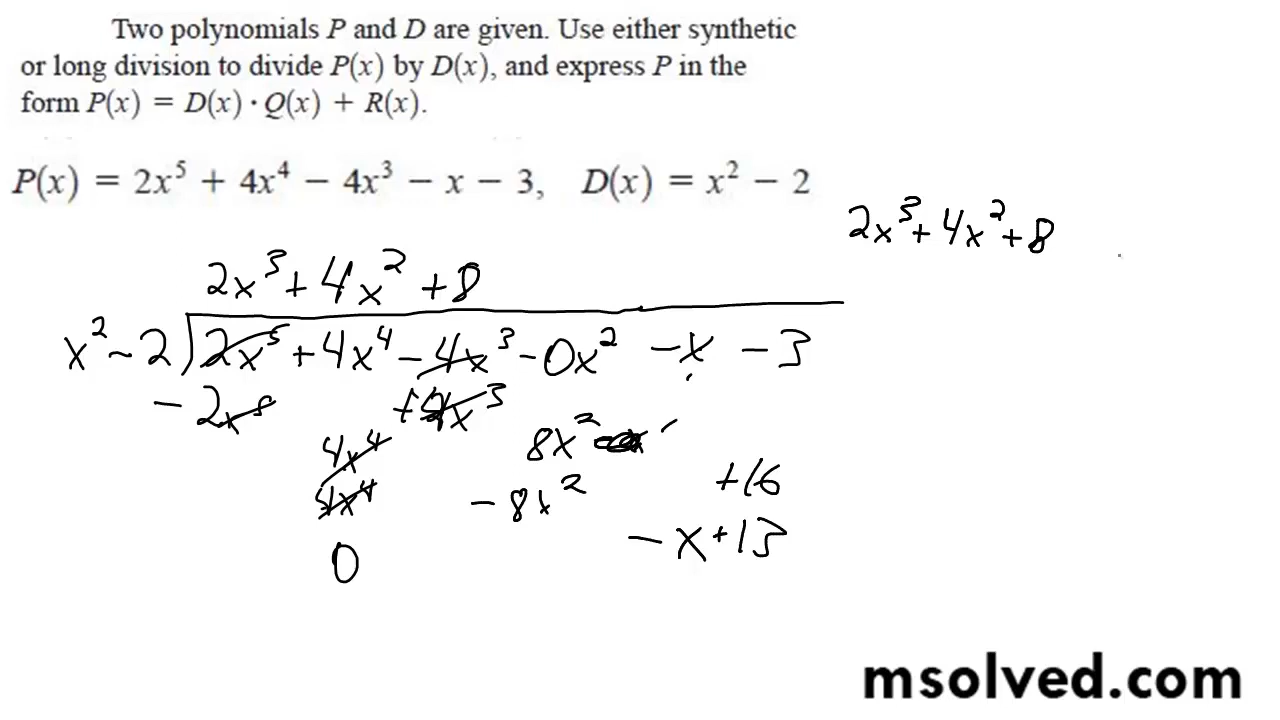 Two polynomials P and D are given. Use either synthetic
or long division to divide P(x) by D(x), and express P in the
form P(x) = D(x) · Q(x) + R(x).
P(x) = 2x⁵ + 4x⁴ − 4x³ − x − 3, D(x) = x² − 2
2x³ + 4x² + 8
2x³ + 4x² + 8
x² − 2 ) 2x⁵ + 4x⁴ − 4x³ − 0x² − x − 3
− 2x⁵ + 4x³
4x⁴ 8x²
4x⁴ − 8x² + 16
0 − x + 13
msolved.com